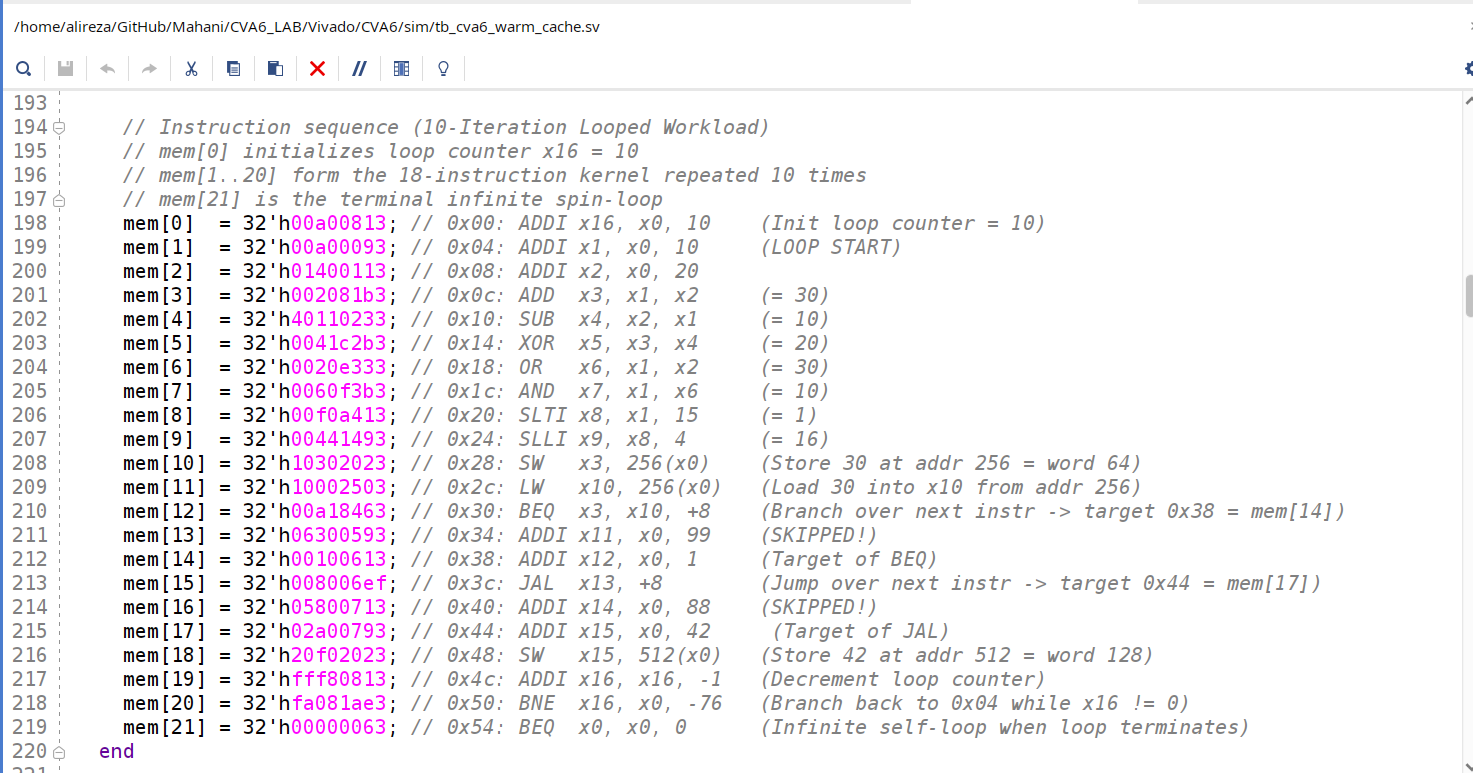 /home/alireza/GitHub/Mahani/CVA6_LAB/Vivado/CVA6/sim/tb_cva6_warm_cache.sv
193
194 // Instruction sequence (10-Iteration Looped Workload)
195 // mem[0] initializes loop counter x16 = 10
196 // mem[1..20] form the 18-instruction kernel repeated 10 times
197 // mem[21] is the terminal infinite spin-loop
198 mem[0]  = 32'h00a00813; // 0x00: ADDI x16, x0, 10    (Init loop counter = 10)
199 mem[1]  = 32'h00a00093; // 0x04: ADDI x1, x0, 10     (LOOP START)
200 mem[2]  = 32'h01400113; // 0x08: ADDI x2, x0, 20
201 mem[3]  = 32'h002081b3; // 0x0c: ADD  x3, x1, x2     (= 30)
202 mem[4]  = 32'h40110233; // 0x10: SUB  x4, x2, x1     (= 10)
203 mem[5]  = 32'h0041c2b3; // 0x14: XOR  x5, x3, x4     (= 20)
204 mem[6]  = 32'h0020e333; // 0x18: OR   x6, x1, x2     (= 30)
205 mem[7]  = 32'h0060f3b3; // 0x1c: AND  x7, x1, x6     (= 10)
206 mem[8]  = 32'h00f0a413; // 0x20: SLTI x8, x1, 15     (= 1)
207 mem[9]  = 32'h00441493; // 0x24: SLLI x9, x8, 4      (= 16)
208 mem[10] = 32'h10302023; // 0x28: SW   x3, 256(x0)    (Store 30 at addr 256 = word 64)
209 mem[11] = 32'h10002503; // 0x2c: LW   x10, 256(x0)   (Load 30 into x10 from addr 256)
210 mem[12] = 32'h00a18463; // 0x30: BEQ  x3, x10, +8    (Branch over next instr -> target 0x38 = mem[14])
211 mem[13] = 32'h06300593; // 0x34: ADDI x11, x0, 99    (SKIPPED!)
212 mem[14] = 32'h00100613; // 0x38: ADDI x12, x0, 1     (Target of BEQ)
213 mem[15] = 32'h008006ef; // 0x3c: JAL  x13, +8        (Jump over next instr -> target 0x44 = mem[17])
214 mem[16] = 32'h05800713; // 0x40: ADDI x14, x0, 88    (SKIPPED!)
215 mem[17] = 32'h02a00793; // 0x44: ADDI x15, x0, 42     (Target of JAL)
216 mem[18] = 32'h20f02023; // 0x48: SW   x15, 512(x0)   (Store 42 at addr 512 = word 128)
217 mem[19] = 32'hfff80813; // 0x4c: ADDI x16, x16, -1   (Decrement loop counter)
218 mem[20] = 32'hfa081ae3; // 0x50: BNE  x16, x0, -76   (Branch back to 0x04 while x16 != 0)
219 mem[21] = 32'h00000063; // 0x54: BEQ  x0, x0, 0      (Infinite self-loop when loop terminates)
220 end